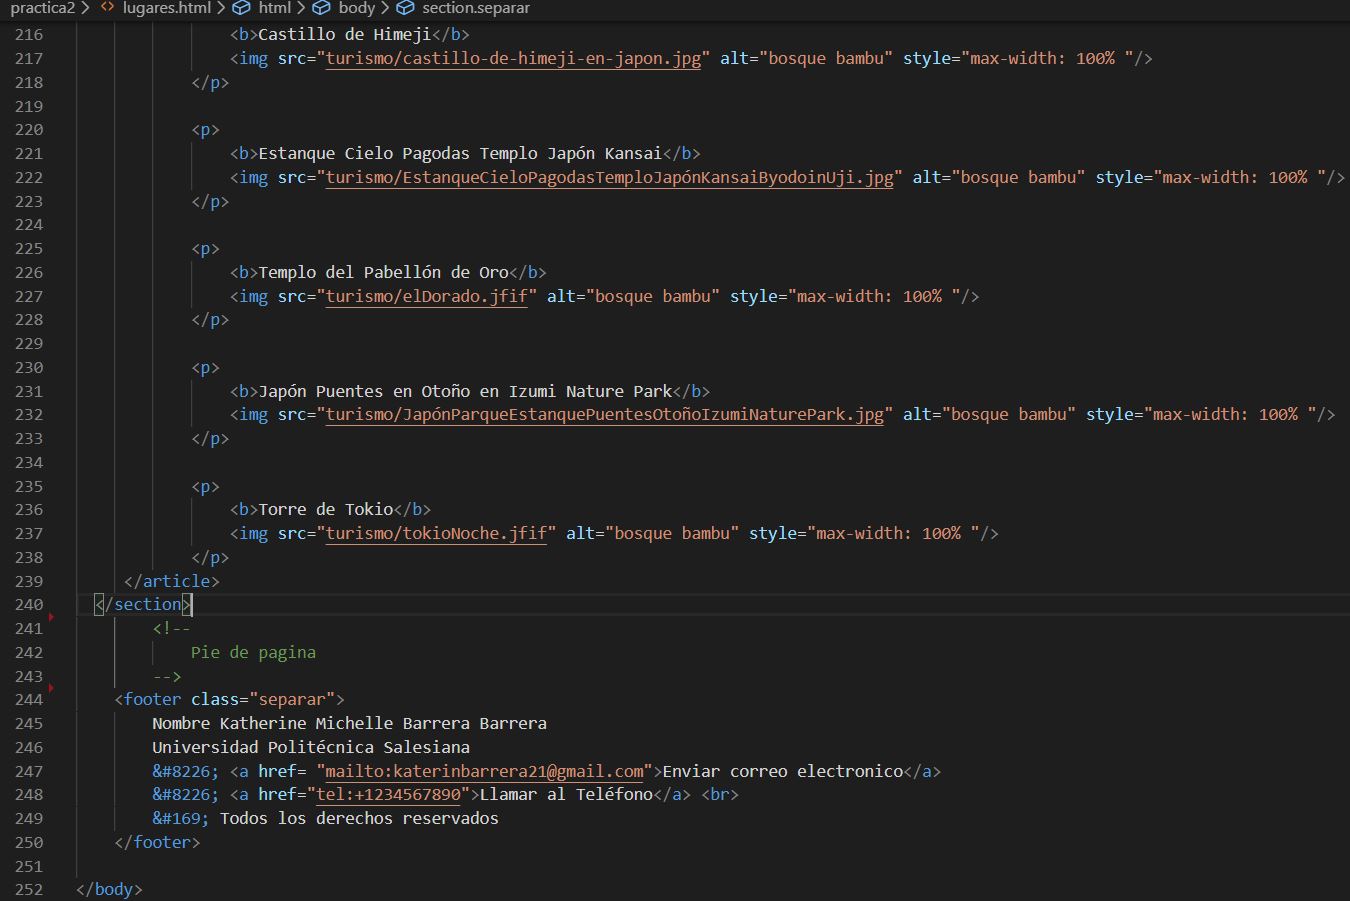 practica2 > <> lugares.html > html > body > section.separar
216 <b>Castillo de Himeji</b>
217 <img src="turismo/castillo-de-himeji-en-japon.jpg" alt="bosque bambu" style="max-width: 100% "/>
218 </p>
219
220 <p>
221 <b>Estanque Cielo Pagodas Templo Japón Kansai</b>
222 <img src="turismo/EstanqueCieloPagodasTemploJapónKansaiByodoinUji.jpg" alt="bosque bambu" style="max-width: 100% "/>
223 </p>
224
225 <p>
226 <b>Templo del Pabellón de Oro</b>
227 <img src="turismo/elDorado.jfif" alt="bosque bambu" style="max-width: 100% "/>
228 </p>
229
230 <p>
231 <b>Japón Puentes en Otoño en Izumi Nature Park</b>
232 <img src="turismo/JapónParqueEstanquePuentesOtoñoIzumiNaturePark.jpg" alt="bosque bambu" style="max-width: 100% "/>
233 </p>
234
235 <p>
236 <b>Torre de Tokio</b>
237 <img src="turismo/tokioNoche.jfif" alt="bosque bambu" style="max-width: 100% "/>
238 </p>
239 </article>
240 </section>
241 <!--
242 Pie de pagina
243 -->
244 <footer class="separar">
245 Nombre Katherine Michelle Barrera Barrera
246 Universidad Politécnica Salesiana
247 &#8226; <a href= "mailto:katerinbarrera21@gmail.com">Enviar correo electronico</a>
248 &#8226; <a href="tel:+1234567890">Llamar al Teléfono</a> <br>
249 &#169; Todos los derechos reservados
250 </footer>
251
252 </body>